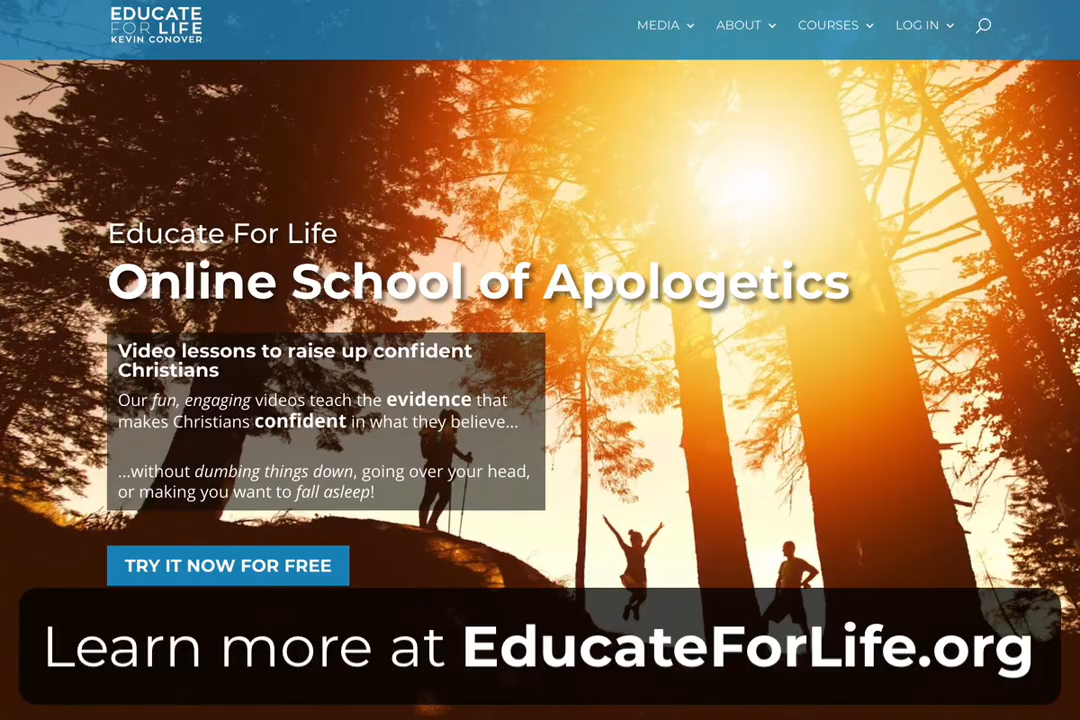 EDUCATE
FOR LIFE
KEVIN CONOVER
MEDIA ABOUT COURSES LOG IN
Educate For Life
Online School of Apologetics
Video lessons to raise up confident
Christians
Our fun, engaging videos teach the evidence that
makes Christians confident in what they believe...
...without dumbing things down, going over your head,
or making you want to fall asleep!
TRY IT NOW FOR FREE
Learn more at EducateForLife.org